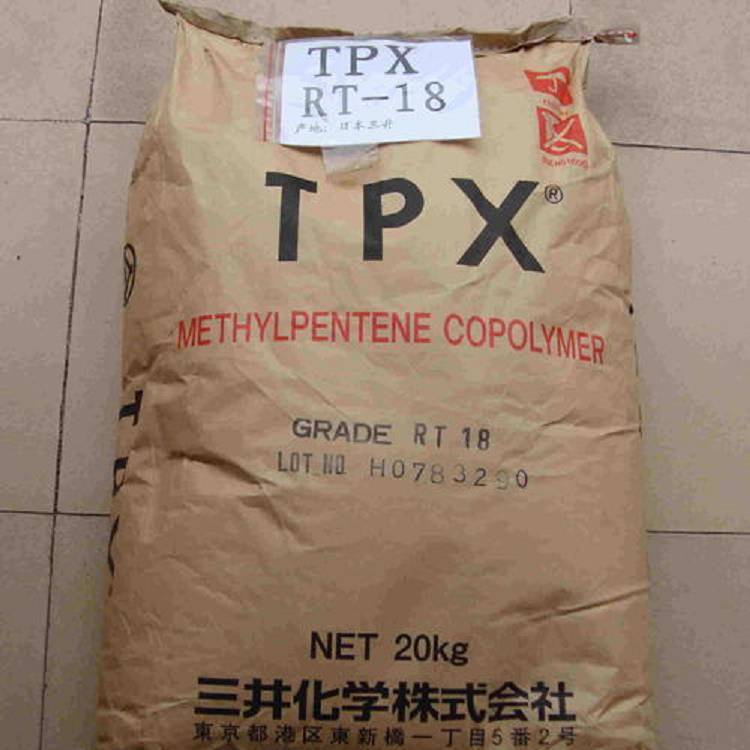 TPX
RT-18
产地: 日本三井
TPX®
METHYLPENTENE COPOLYMER
GRADE RT 18
LOT NO. H0783290
NET 20kg
三井化学株式会社
東京都港区東新橋一丁目5番2号
TPX